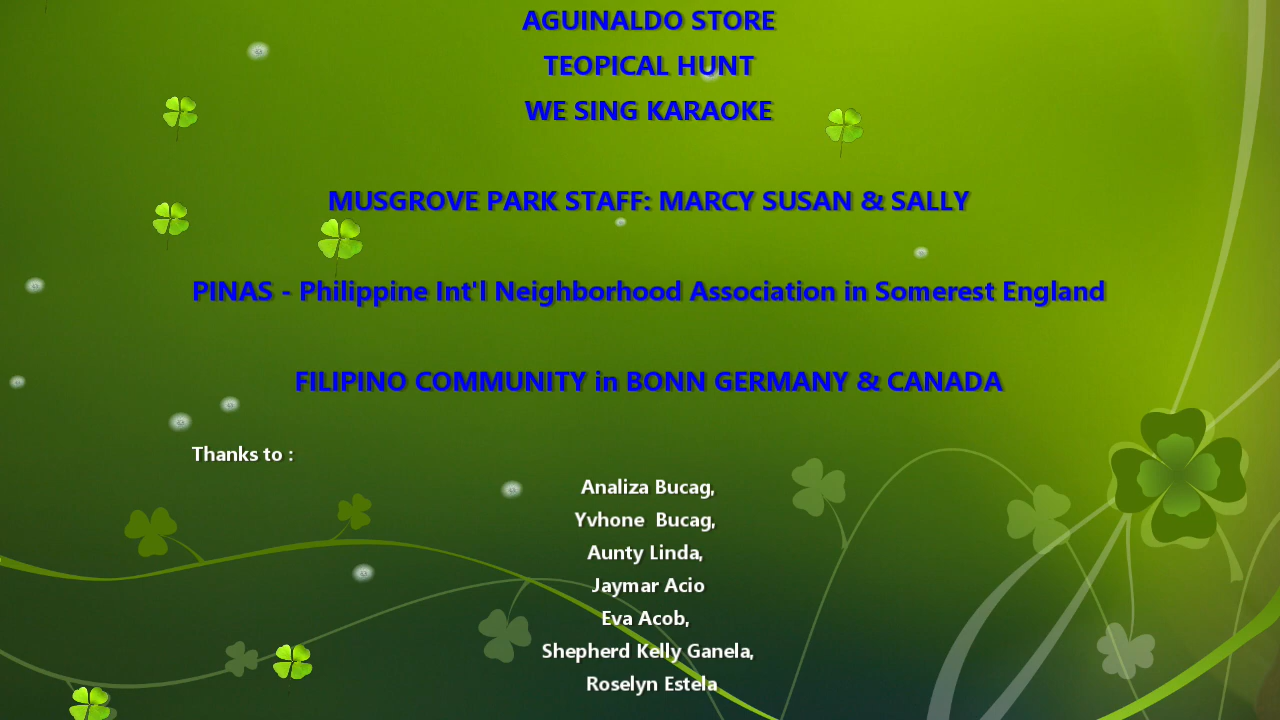 AGUINALDO STORE
TEOPICAL HUNT
WE SING KARAOKE
MUSGROVE PARK STAFF: MARCY SUSAN & SALLY
PINAS - Philippine Int'l Neighborhood Association in Somerest England
FILIPINO COMMUNITY in BONN GERMANY & CANADA
Thanks to :
Analiza Bucag,
Yvhone  Bucag,
Aunty Linda,
Jaymar Acio
Eva Acob,
Shepherd Kelly Ganela,
Roselyn Estela